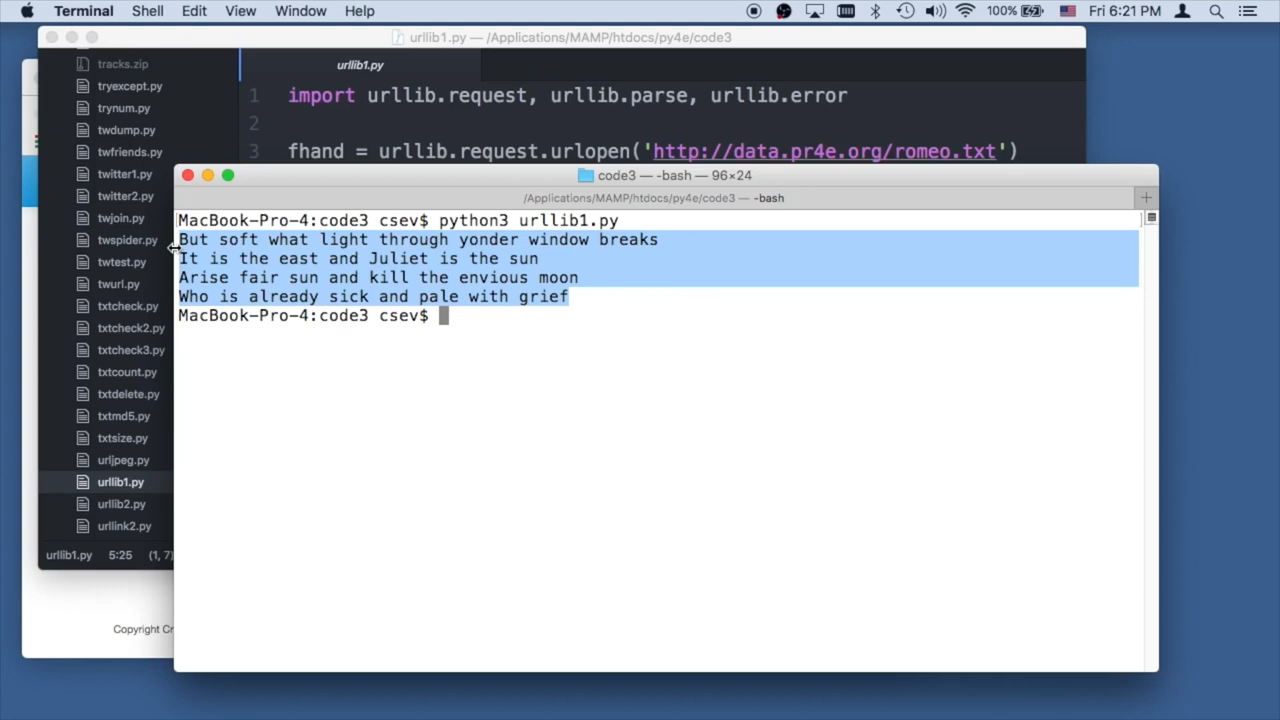 Terminal Shell Edit View Window Help 100% Fri 6:21 PM
urllib1.py — /Applications/MAMP/htdocs/py4e/code3
tracks.zip
tryexcept.py
trynum.py
twdump.py
twfriends.py
twitter1.py
twitter2.py
twjoin.py
twspider.py
twtest.py
twurl.py
txtcheck.py
txtcheck2.py
txtcheck3.py
txtcount.py
txtdelete.py
txtmd5.py
txtsize.py
urljpeg.py
urllib1.py
urllib2.py
urllink2.py
urllib1.py 5:25 (1, 7)
urllib1.py
1 import urllib.request, urllib.parse, urllib.error
2
3 fhand = urllib.request.urlopen('http://data.pr4e.org/romeo.txt')
code3 — -bash — 96×24
/Applications/MAMP/htdocs/py4e/code3 — -bash
MacBook-Pro-4:code3 csev$ python3 urllib1.py
But soft what light through yonder window breaks
It is the east and Juliet is the sun
Arise fair sun and kill the envious moon
Who is already sick and pale with grief
MacBook-Pro-4:code3 csev$
Copyright Cr